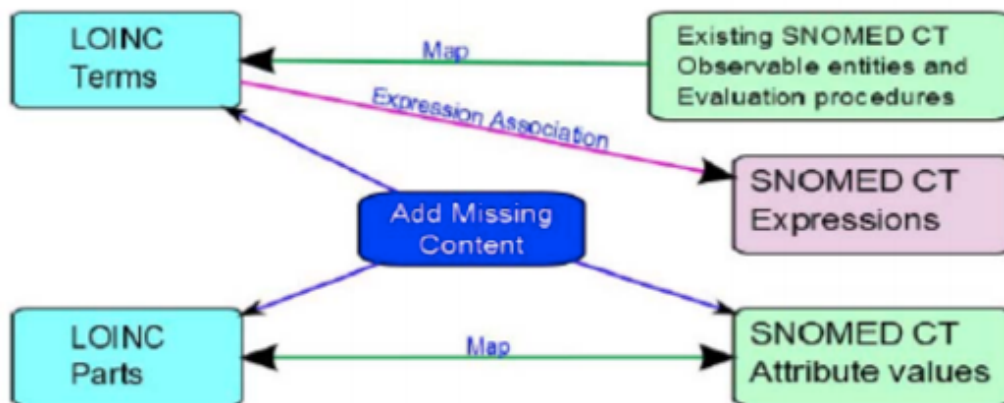 LOINC
Terms
Map
Existing SNOMED CT
Observable entities and
Evaluation procedures
Expression Association
SNOMED CT
Expressions
Add Missing
Content
LOINC
Parts
Map
SNOMED CT
Attribute values